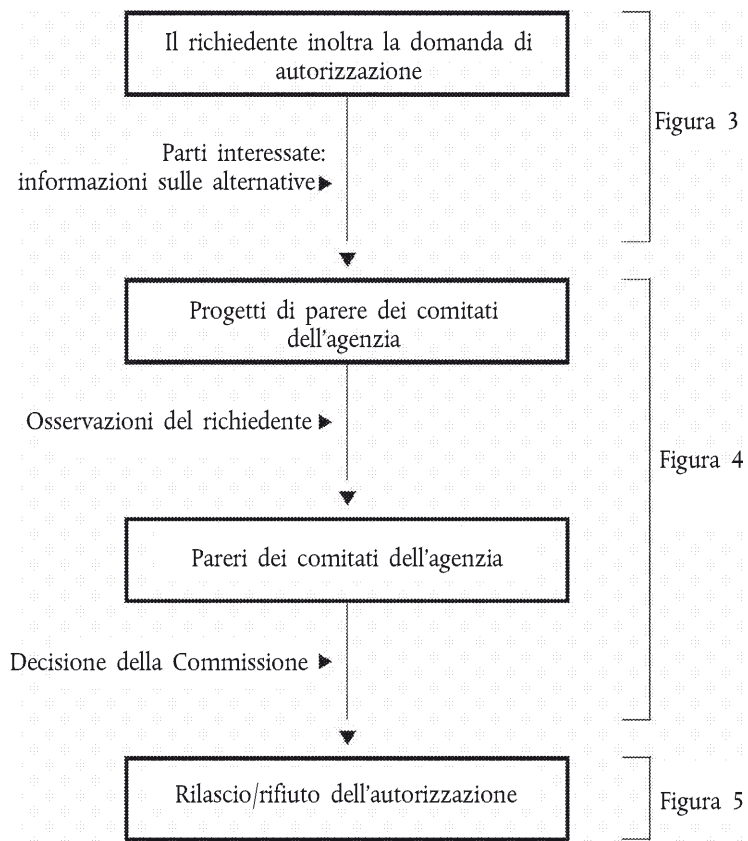 Il richiedente inoltra la domanda di
autorizzazione
Figura 3
Parti interessate:
informazioni sulle alternative
Progetti di parere dei comitati
dell'agenzia
Osservazioni del richiedente
Figura 4
Pareri dei comitati dell'agenzia
Decisione della Commissione
Rilascio/rifiuto dell'autorizzazione
Figura 5